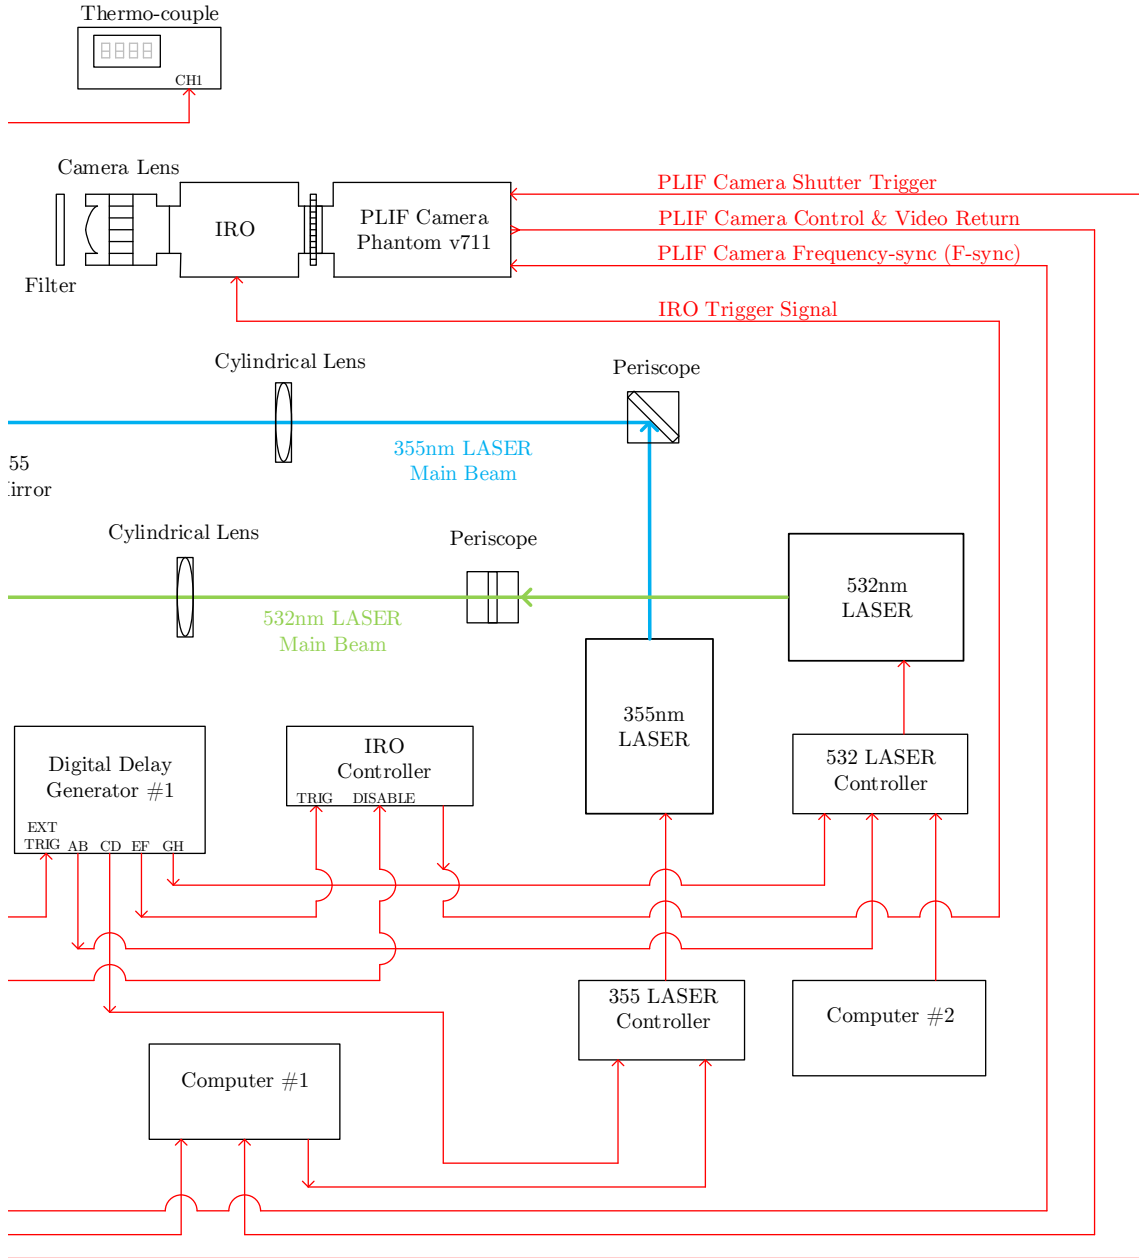 Thermo-couple
CH1
Camera Lens
IRO
PLIF Camera
Phantom v711
Filter
PLIF Camera Shutter Trigger
PLIF Camera Control & Video Return
PLIF Camera Frequency-sync (F-sync)
IRO Trigger Signal
Cylindrical Lens
Periscope
355nm LASER
Main Beam
55
irror
Cylindrical Lens
Periscope
532nm LASER
Main Beam
532nm
LASER
355nm
LASER
Digital Delay
Generator #1
EXT
TRIG AB CD EF GH
IRO
Controller
TRIG DISABLE
532 LASER
Controller
355 LASER
Controller
Computer #2
Computer #1